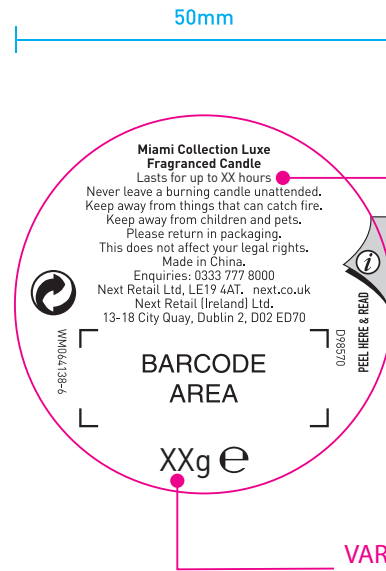 50mm
Miami Collection Luxe
Fragranced Candle
Lasts for up to XX hours
Never leave a burning candle unattended.
Keep away from things that can catch fire.
Keep away from children and pets.
Please return in packaging.
This does not affect your legal rights.
Made in China.
Enquiries: 0333 777 8000
Next Retail Ltd, LE19 4AT. next.co.uk
Next Retail (Ireland) Ltd.
13-18 City Quay, Dublin 2, D02 ED70
WM064138-6
BARCODE
AREA
D98570
PEEL HERE & READ
i
XXg e
VAR